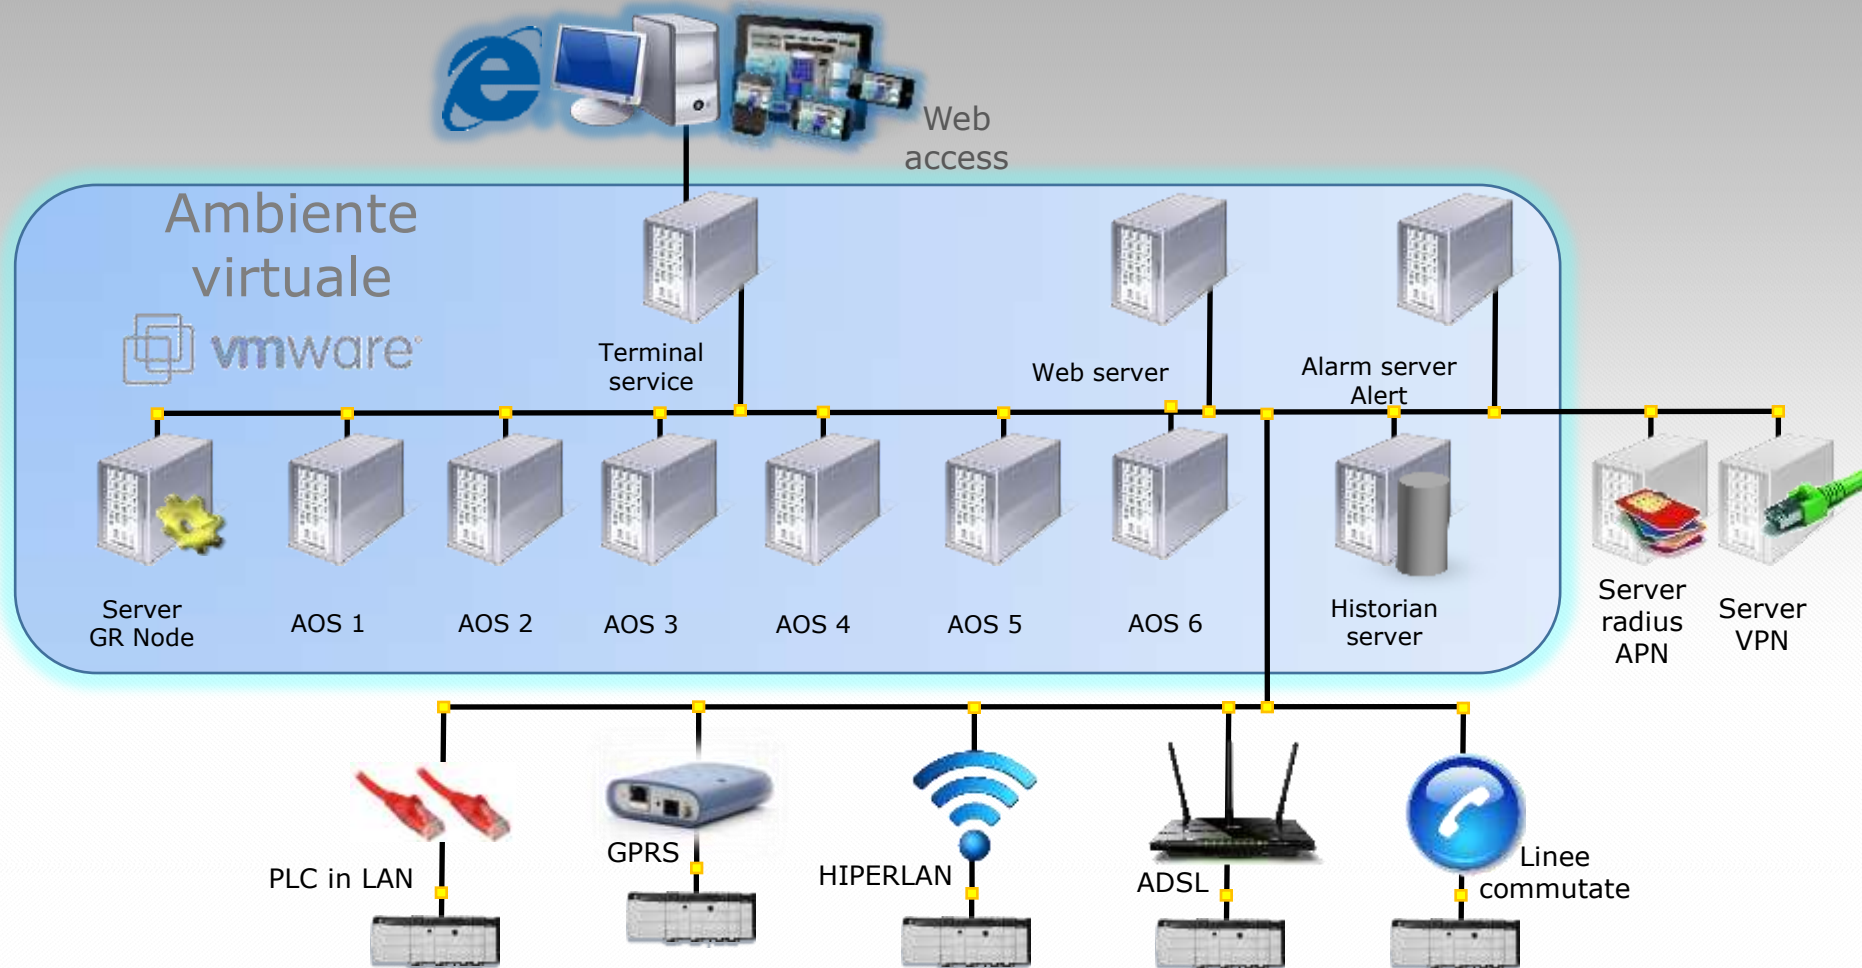 Web
access
Ambiente
virtuale
vmware
Terminal
service
Web server
Alarm server
Alert
Server
GR Node
AOS 1
AOS 2
AOS 3
AOS 4
AOS 5
AOS 6
Historian
server
Server
radius
APN
Server
VPN
PLC in LAN
GPRS
HIPERLAN
ADSL
Linee
commutate